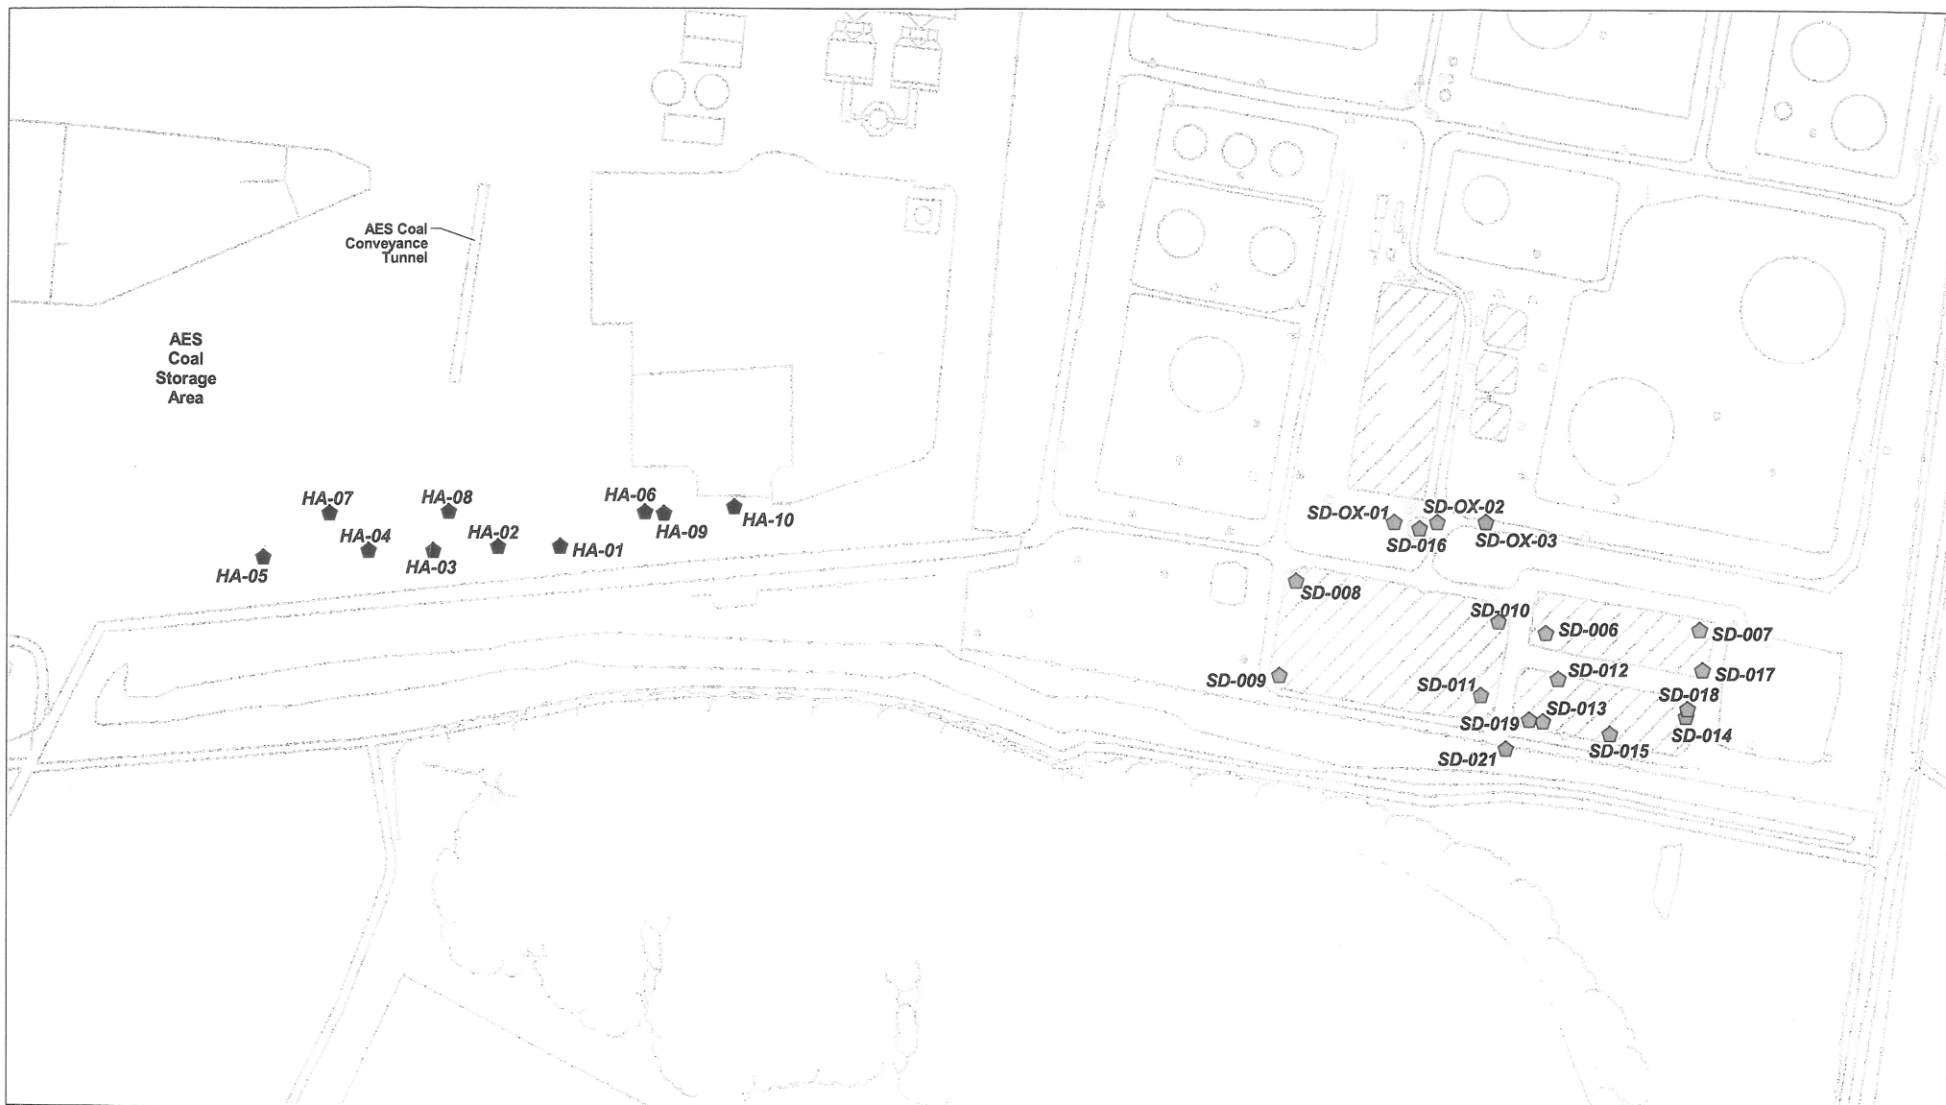 AES Coal
Conveyance
Tunnel
AES
Coal
Storage
Area
HA-07
HA-08
HA-06
HA-09
HA-10
HA-04
HA-02
HA-01
HA-05
HA-03
SD-OX-01
SD-OX-02
SD-016
SD-OX-03
SD-008
SD-010
SD-006
SD-007
SD-009
SD-011
SD-012
SD-017
SD-018
SD-019
SD-013
SD-014
SD-015
SD-021